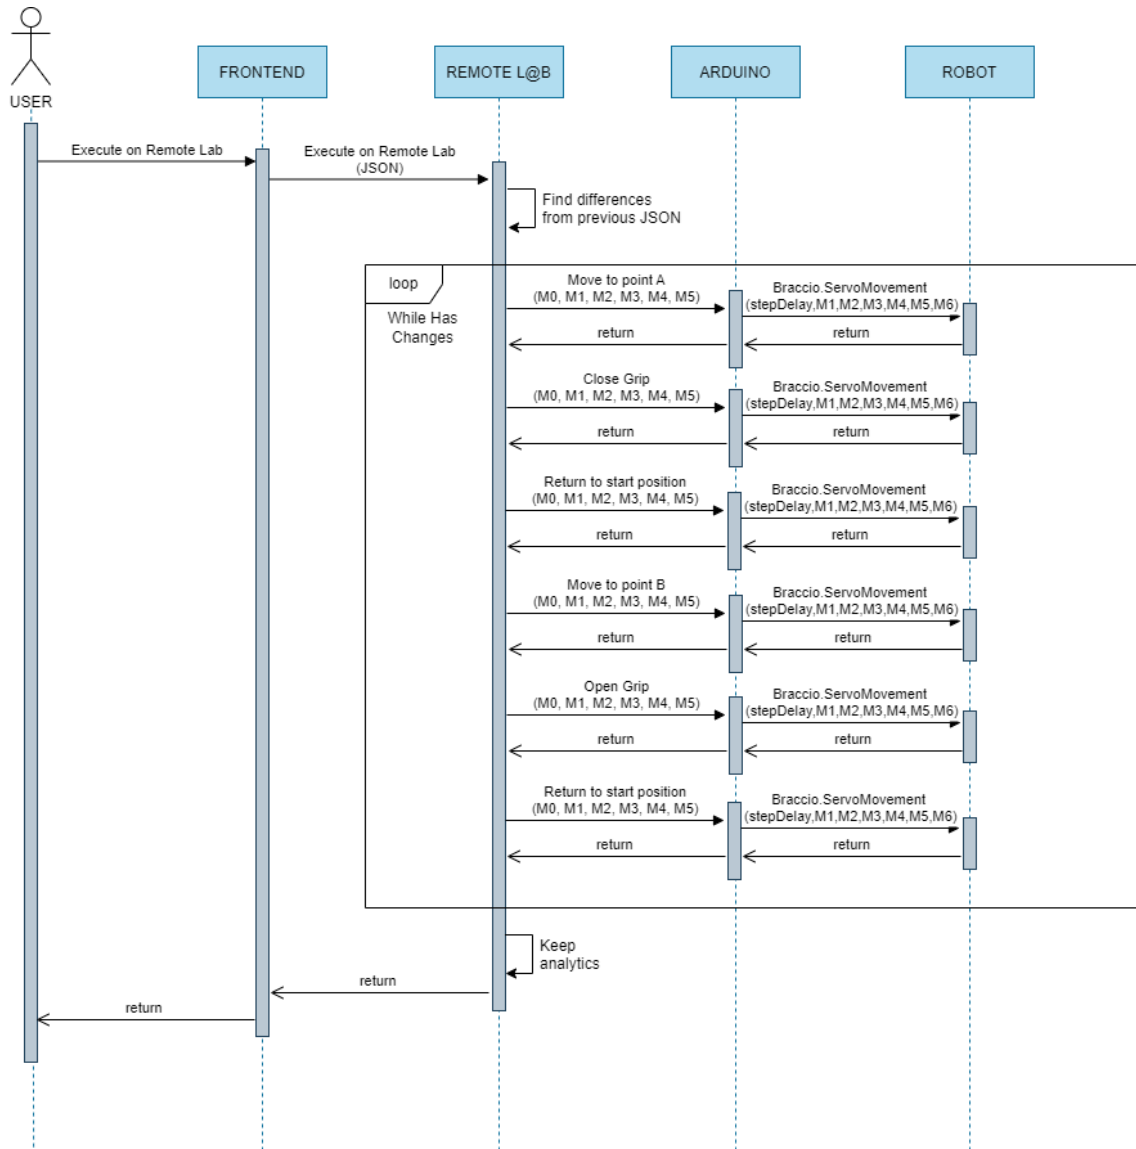 USER
FRONTEND
REMOTE L@B
ARDUINO
ROBOT
Execute on Remote Lab
Execute on Remote Lab
(JSON)
Find differences
from previous JSON
loop
While Has
Changes
Move to point A
(M0, M1, M2, M3, M4, M5)
Braccio.ServoMovement
(stepDelay,M1,M2,M3,M4,M5,M6)
return
return
Close Grip
(M0, M1, M2, M3, M4, M5)
Braccio.ServoMovement
(stepDelay,M1,M2,M3,M4,M5,M6)
return
return
Return to start position
(M0, M1, M2, M3, M4, M5)
Braccio.ServoMovement
(stepDelay,M1,M2,M3,M4,M5,M6)
return
return
Move to point B
(M0, M1, M2, M3, M4, M5)
Braccio.ServoMovement
(stepDelay,M1,M2,M3,M4,M5,M6)
return
return
Open Grip
(M0, M1, M2, M3, M4, M5)
Braccio.ServoMovement
(stepDelay,M1,M2,M3,M4,M5,M6)
return
return
Return to start position
(M0, M1, M2, M3, M4, M5)
Braccio.ServoMovement
(stepDelay,M1,M2,M3,M4,M5,M6)
return
return
Keep
analytics
return
return